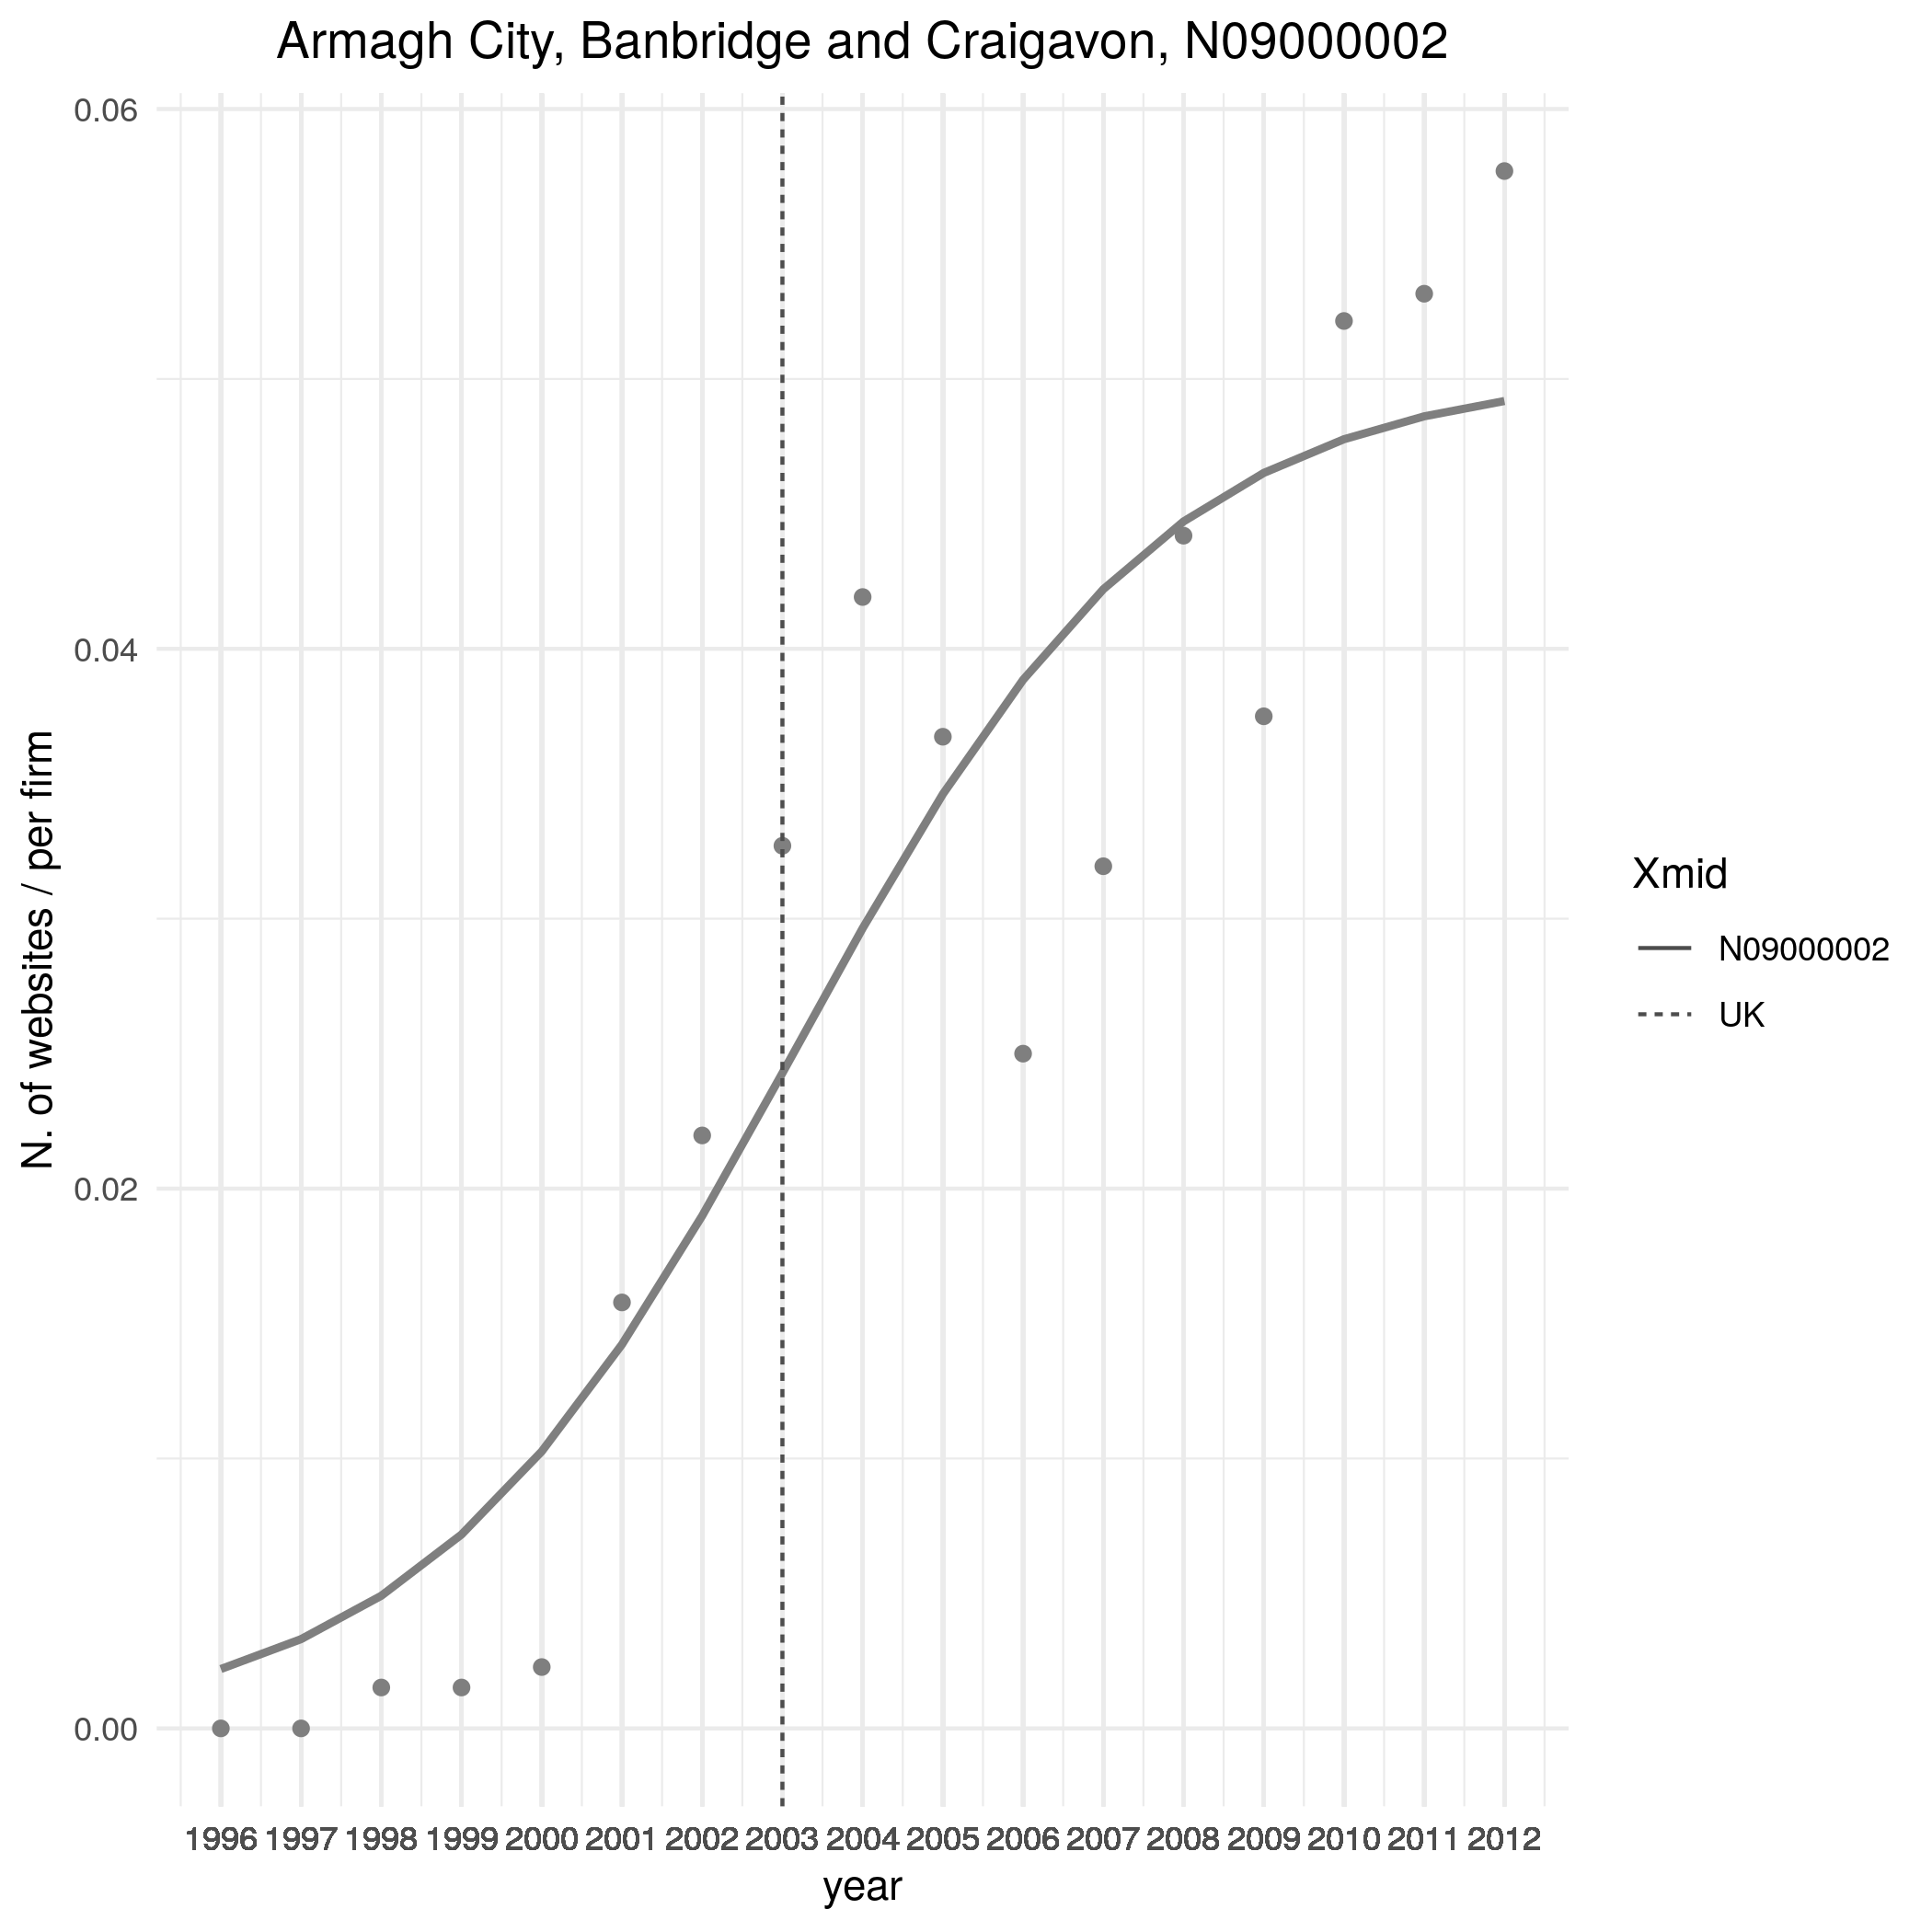 Armagh City, Banbridge and Craigavon, N09000002
0.06
0.04
0.02
0.00
N. of websites / per firm
1996 1997 1998 1999 2000 2001 2002 2003 2004 2005 2006 2007 2008 2009 2010 2011 2012
year
Xmid
N09000002
UK